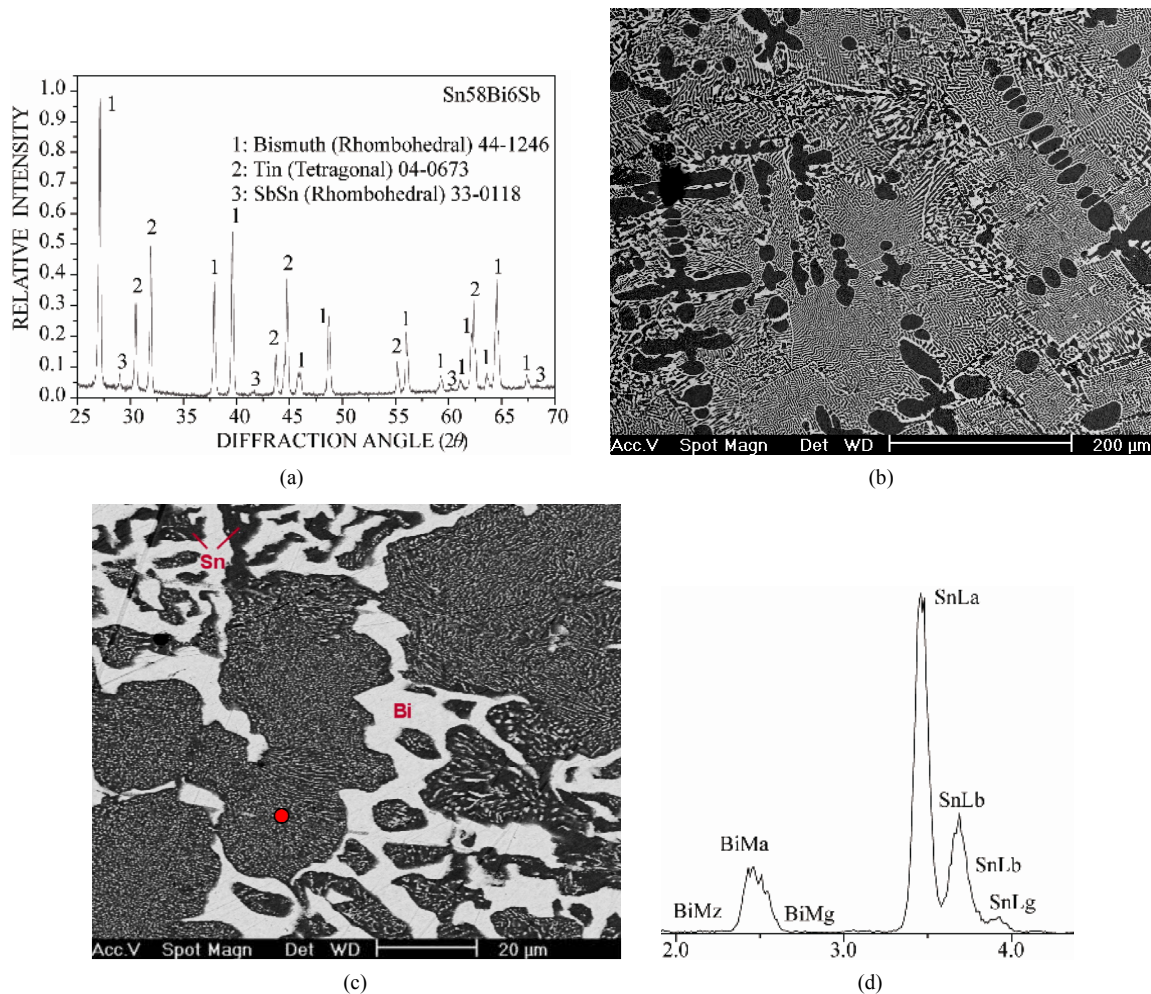 Sn58Bi6Sb
1: Bismuth (Rhombohedral) 44-1246
2: Tin (Tetragonal) 04-0673
3: SbSn (Rhombohedral) 33-0118
RELATIVE INTENSITY
1.0
0.9
0.8
0.7
0.6
0.5
0.4
0.3
0.2
0.1
0
1
3
2
2
1
1
3
2
2
1
1
2
1
1
3
1
1
2
1
1
1
3
25 30 35 40 45 50 55 60 65 70
DIFFRACTION ANGLE (2θ)
(a)
Acc.V Spot Magn Det WD 200 µm
(b)
Sn
Bi
Acc.V Spot Magn Det WD 20 µm
(c)
SnLa
SnLb
BiMa
SnLb
SnLg
BiMz
BiMg
2.0 3.0 4.0
(d)